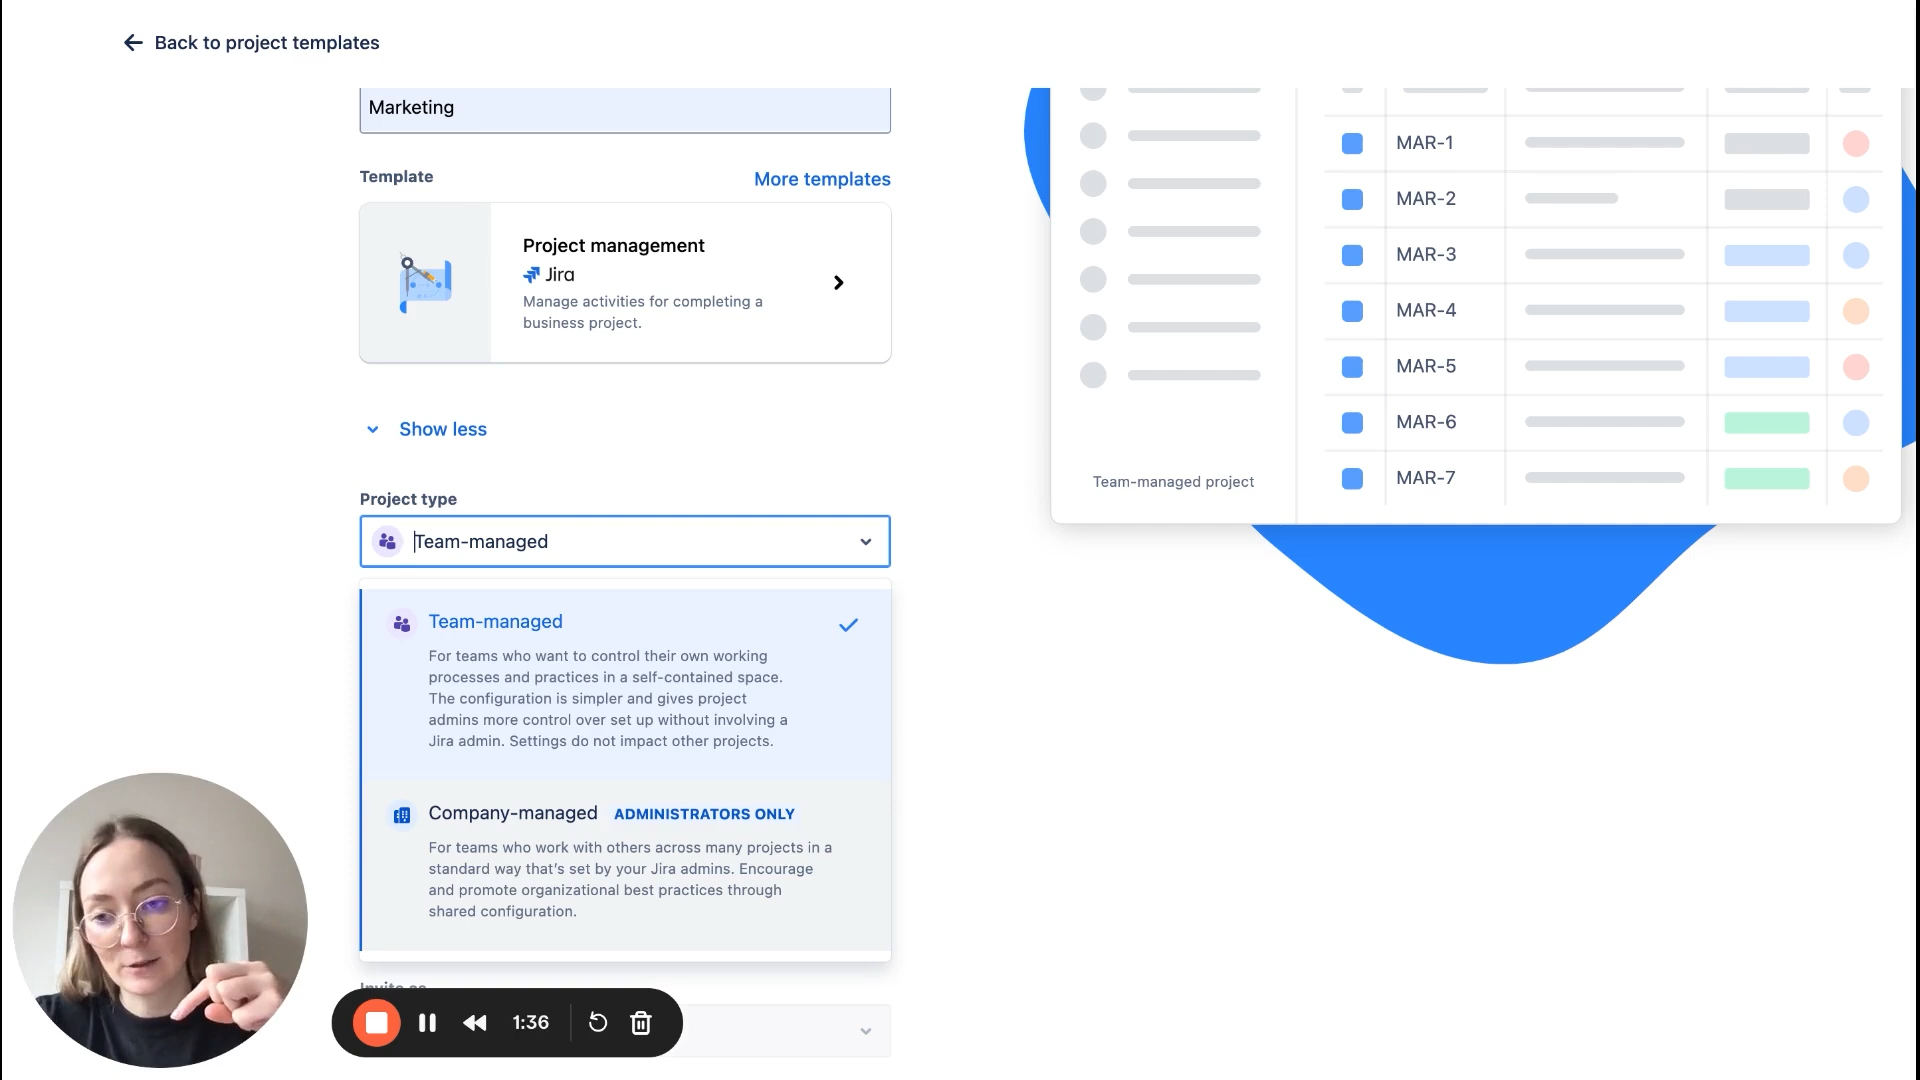 Back to project templates
Marketing
Template
More templates
Project management
Jira
Manage activities for completing a
business project.
Show less
Project type
Team-managed
Team-managed
For teams who want to control their own working
processes and practices in a self-contained space.
The configuration is simpler and gives project
admins more control over set up without involving a
Jira admin. Settings do not impact other projects.
Company-managed ADMINISTRATORS ONLY
For teams who work with others across many projects in a
standard way that’s set by your Jira admins. Encourage
and promote organizational best practices through
shared configuration.
Invite as
1:36
MAR-1
MAR-2
MAR-3
MAR-4
MAR-5
MAR-6
MAR-7
Team-managed project